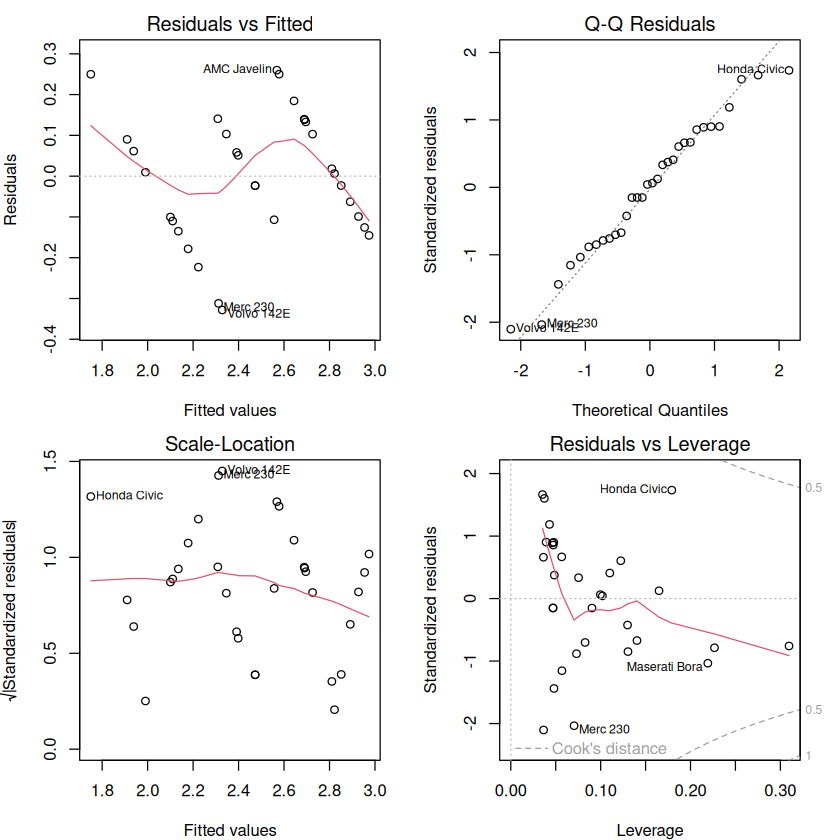 Residuals vs Fitted
Residuals
0.3
0.2
0.1
0.0
-0.2
-0.4
AMC Javelin
Merc 230
Volvo 142E
1.8 2.0 2.2 2.4 2.6 2.8 3.0
Fitted values
Q-Q Residuals
Standardized residuals
2
1
0
-1
-2
Honda Civic
Merc 230
Volvo 142E
-2 -1 0 1 2
Theoretical Quantiles
Scale-Location
√|Standardized residuals|
1.5
1.0
0.5
0.0
Volvo 142E
Merc 230
Honda Civic
1.8 2.0 2.2 2.4 2.6 2.8 3.0
Fitted values
Residuals vs Leverage
Standardized residuals
2
1
0
-1
-2
Honda Civic
0.5
Maserati Bora
0.5
Merc 230
Cook's distance
1
0.00 0.10 0.20 0.30
Leverage